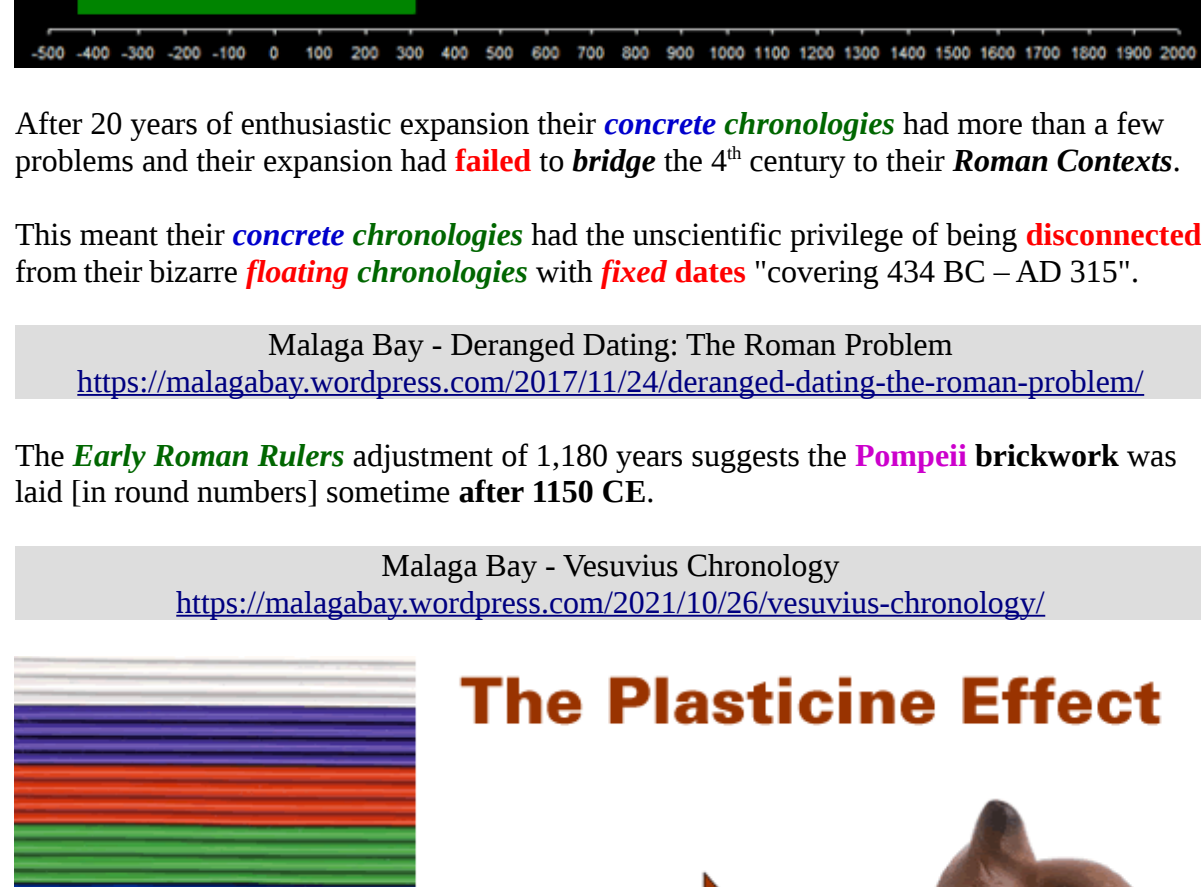 -500 -400 -300 -200 -100 0 100 200 300 400 500 600 700 800 900 1000 1100 1200 1300 1400 1500 1600 1700 1800 1900 2000
After 20 years of enthusiastic expansion their concrete chronologies had more than a few
problems and their expansion had failed to bridge the 4th century to their Roman Contexts.
This meant their concrete chronologies had the unscientific privilege of being disconnected
from their bizarre floating chronologies with fixed dates "covering 434 BC – AD 315".
Malaga Bay - Deranged Dating: The Roman Problem
https://malagabay.wordpress.com/2017/11/24/deranged-dating-the-roman-problem/
The Early Roman Rulers adjustment of 1,180 years suggests the Pompeii brickwork was
laid [in round numbers] sometime after 1150 CE.
Malaga Bay - Vesuvius Chronology
https://malagabay.wordpress.com/2021/10/26/vesuvius-chronology/
The Plasticine Effect